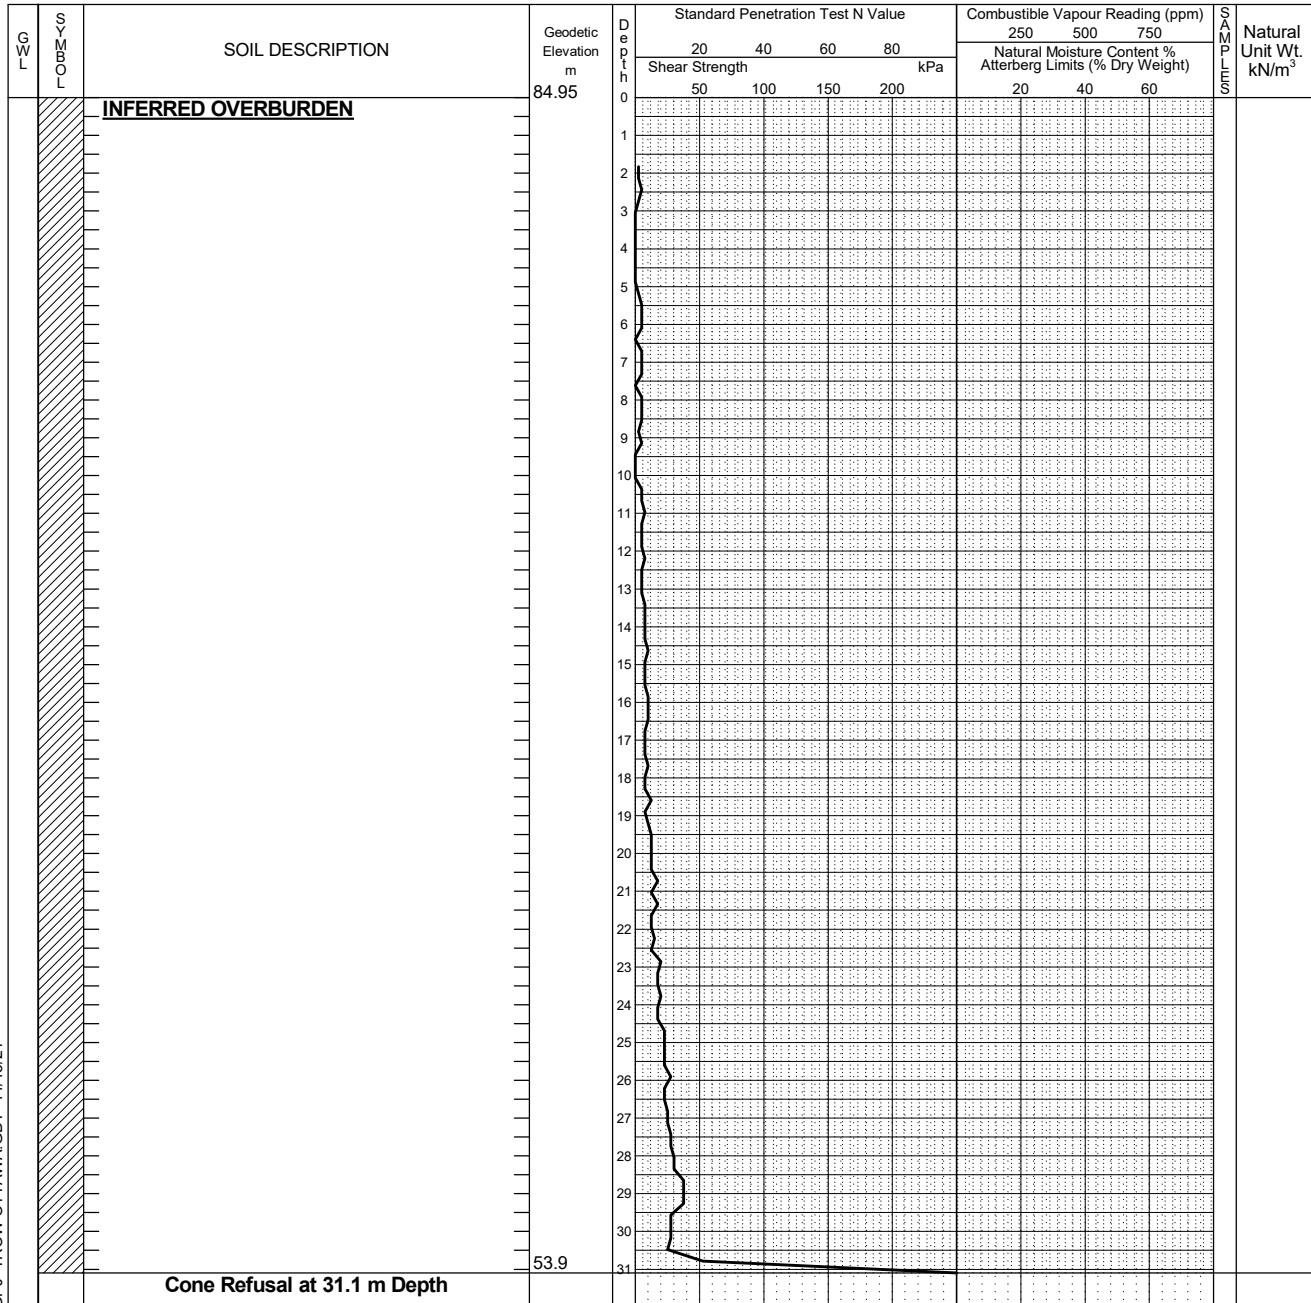 GWL
SYMBOL
SOIL DESCRIPTION
Geodetic
Elevation
m
84.95
Depth
Standard Penetration Test N Value
20 40 60 80
Shear Strength kPa
50 100 150 200
Combustible Vapour Reading (ppm)
250 500 750
Natural Moisture Content %
Atterberg Limits (% Dry Weight)
20 40 60
SAMPLES
Natural
Unit Wt.
kN/m³
INFERRED OVERBURDEN
0
1
2
3
4
5
6
7
8
9
10
11
12
13
14
15
16
17
18
19
20
21
22
23
24
25
26
27
28
29
30
31
53.9
Cone Refusal at 31.1 m Depth